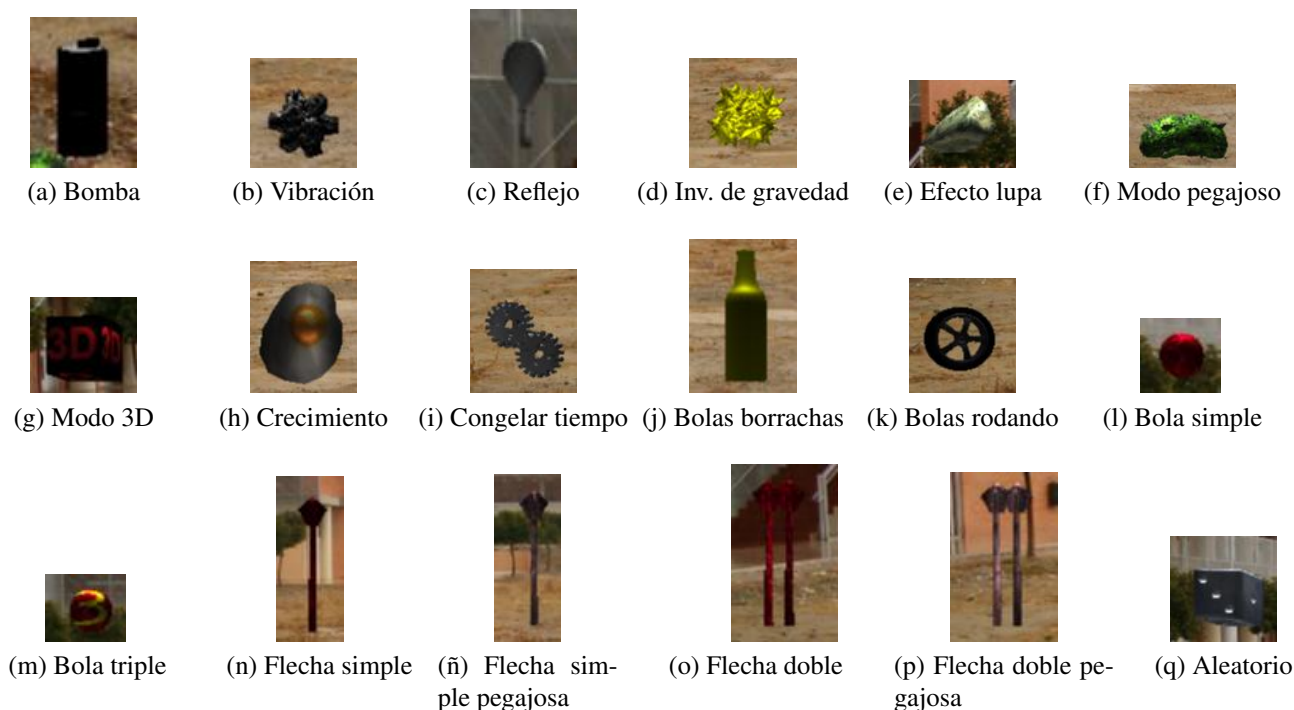 (a) Bomba
(b) Vibración
(c) Reflejo
(d) Inv. de gravedad
(e) Efecto lupa
(f) Modo pegajoso
3D 3D
(g) Modo 3D
(h) Crecimiento
(i) Congelar tiempo
(j) Bolas borrachas
(k) Bolas rodando
(l) Bola simple
3
(m) Bola triple
(n) Flecha simple
(ñ) Flecha sim-
ple pegajosa
(o) Flecha doble
(p) Flecha doble pe-
gajosa
(q) Aleatorio